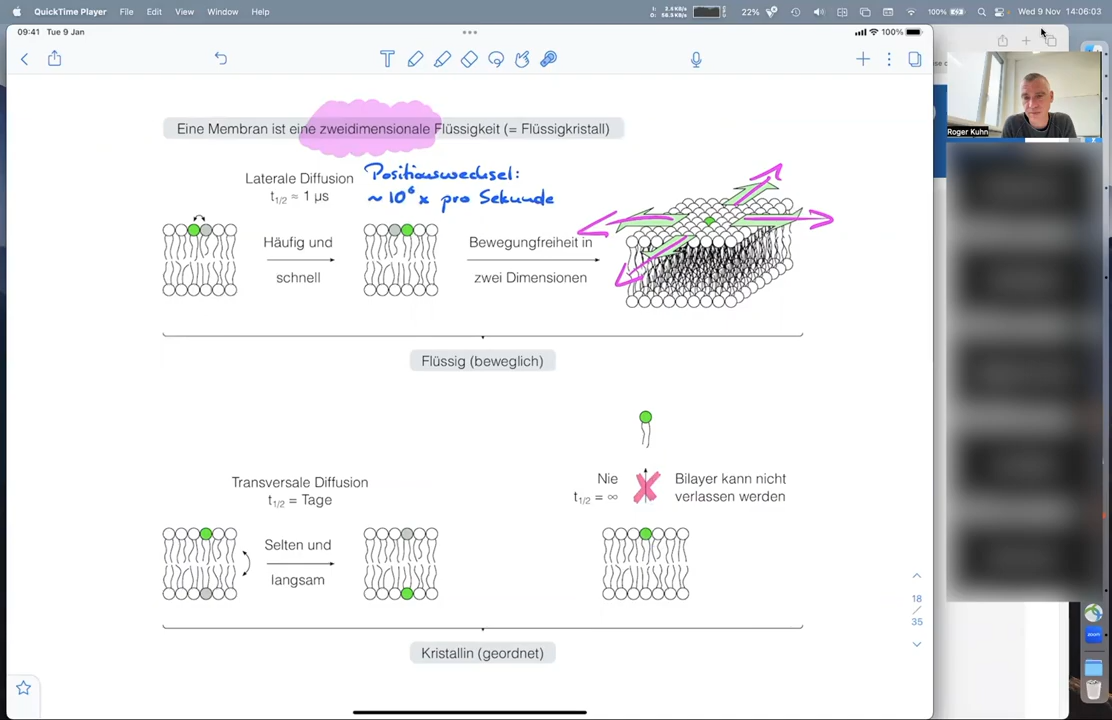 QuickTime Player File Edit View Window Help
22% 100% Wed 9 Nov 14:06:03
09:41 Tue 9 Jan
100%
Roger Kuhn
Eine Membran ist eine zweidimensionale Flüssigkeit (= Flüssigkristall)
Laterale Diffusion
t1/2 ≈ 1 µs
Positionswechsel:
~ 10⁶ x pro Sekunde
Häufig und
schnell
Bewegungfreiheit in
zwei Dimensionen
Flüssig (beweglich)
Transversale Diffusion
t1/2 = Tage
Selten und
langsam
Nie
t1/2 = ∞
Bilayer kann nicht
verlassen werden
Kristallin (geordnet)
18
/
35
zoom